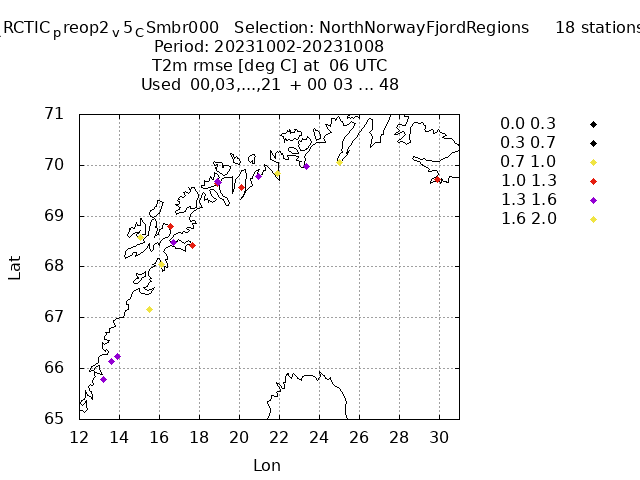 RCTIC p reop2 v 5 C Smbr000 Selection: NorthNorwayFjordRegions 18 stations
Period: 20231002-20231008
T2m rmse [deg C] at 06 UTC
Used 00,03,...,21 + 00 03 ... 48
71
70
69
68
67
66
65
12 14 16 18 20 22 24 26 28 30
Lat
Lon
0.0 0.3
0.3 0.7
0.7 1.0
1.0 1.3
1.3 1.6
1.6 2.0